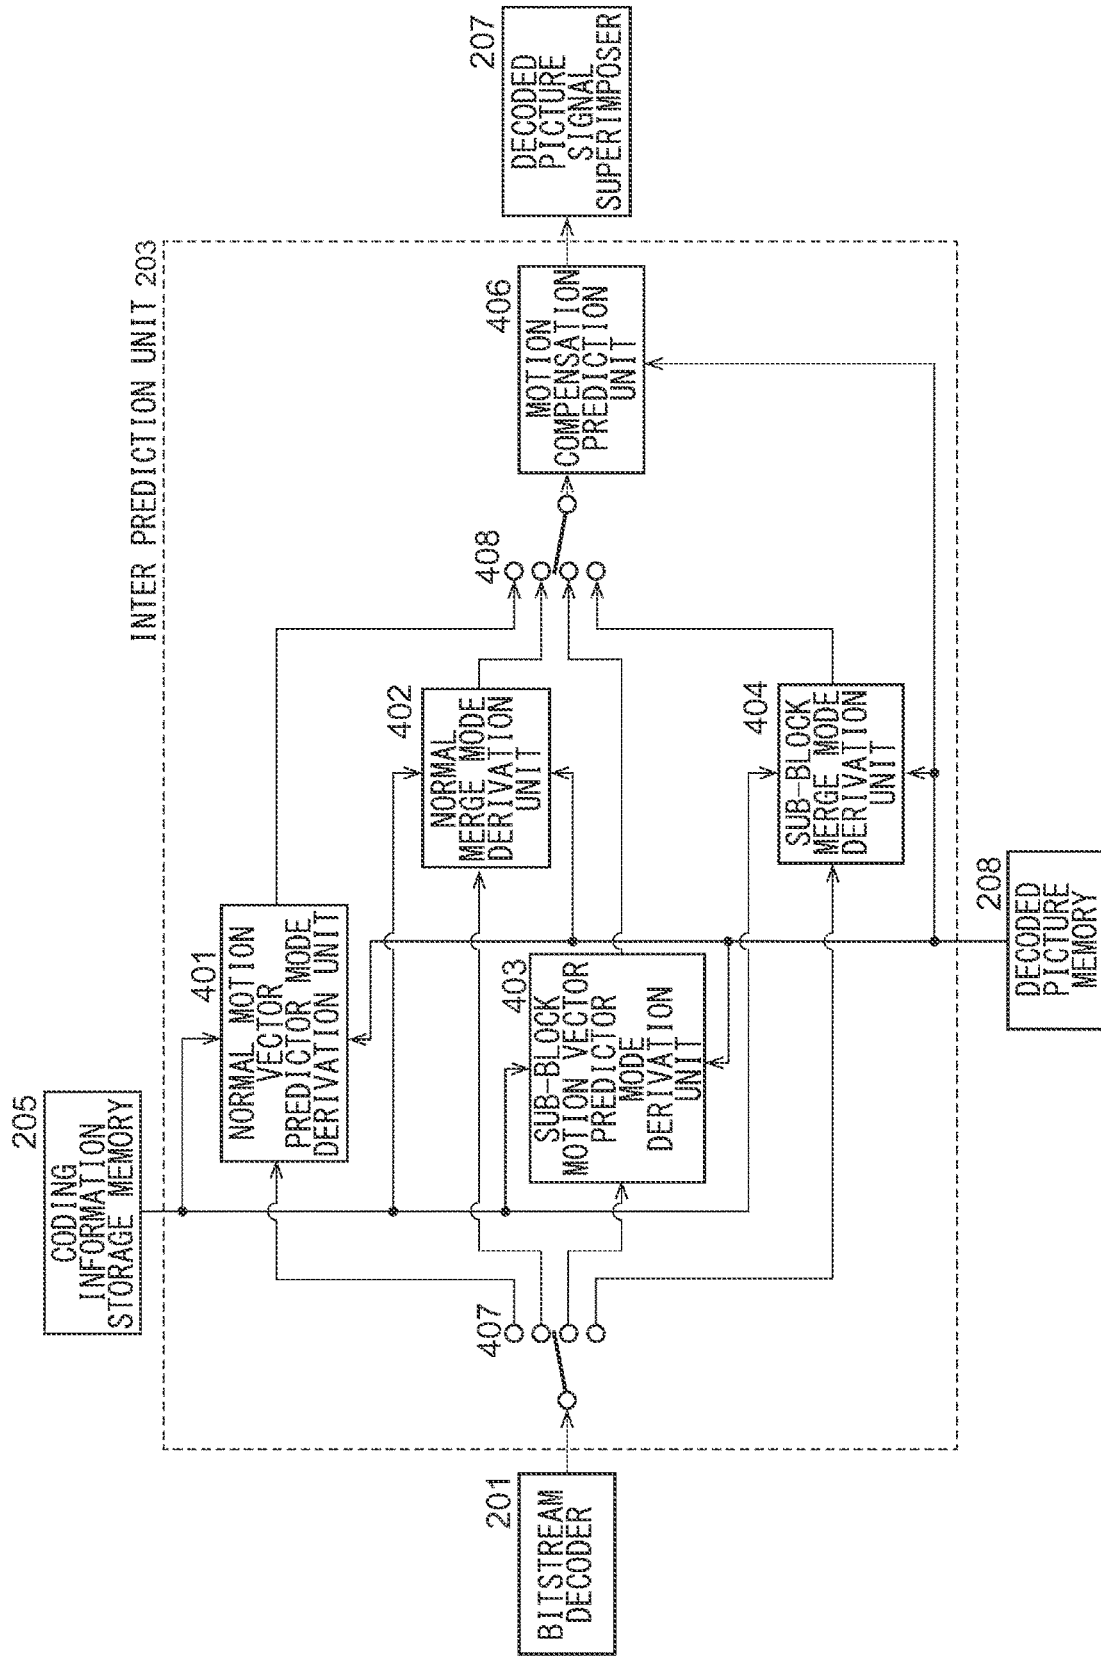 INTER PREDICTION UNIT 203
205
CODING
INFORMATION
STORAGE MEMORY
401
NORMAL MOTION
VECTOR
PREDICTOR MODE
DERIVATION UNIT
402
NORMAL
MERGE MODE
DERIVATION
UNIT
201
BITSTREAM
DECODER
407
403
SUB-BLOCK
MOTION VECTOR
PREDICTOR
MODE
DERIVATION
UNIT
408
406
MOTION
COMPENSATION
PREDICTION
UNIT
207
DECODED
PICTURE
SIGNAL
SUPERIMPOSER
404
SUB-BLOCK
MERGE MODE
DERIVATION
UNIT
208
DECODED
PICTURE
MEMORY